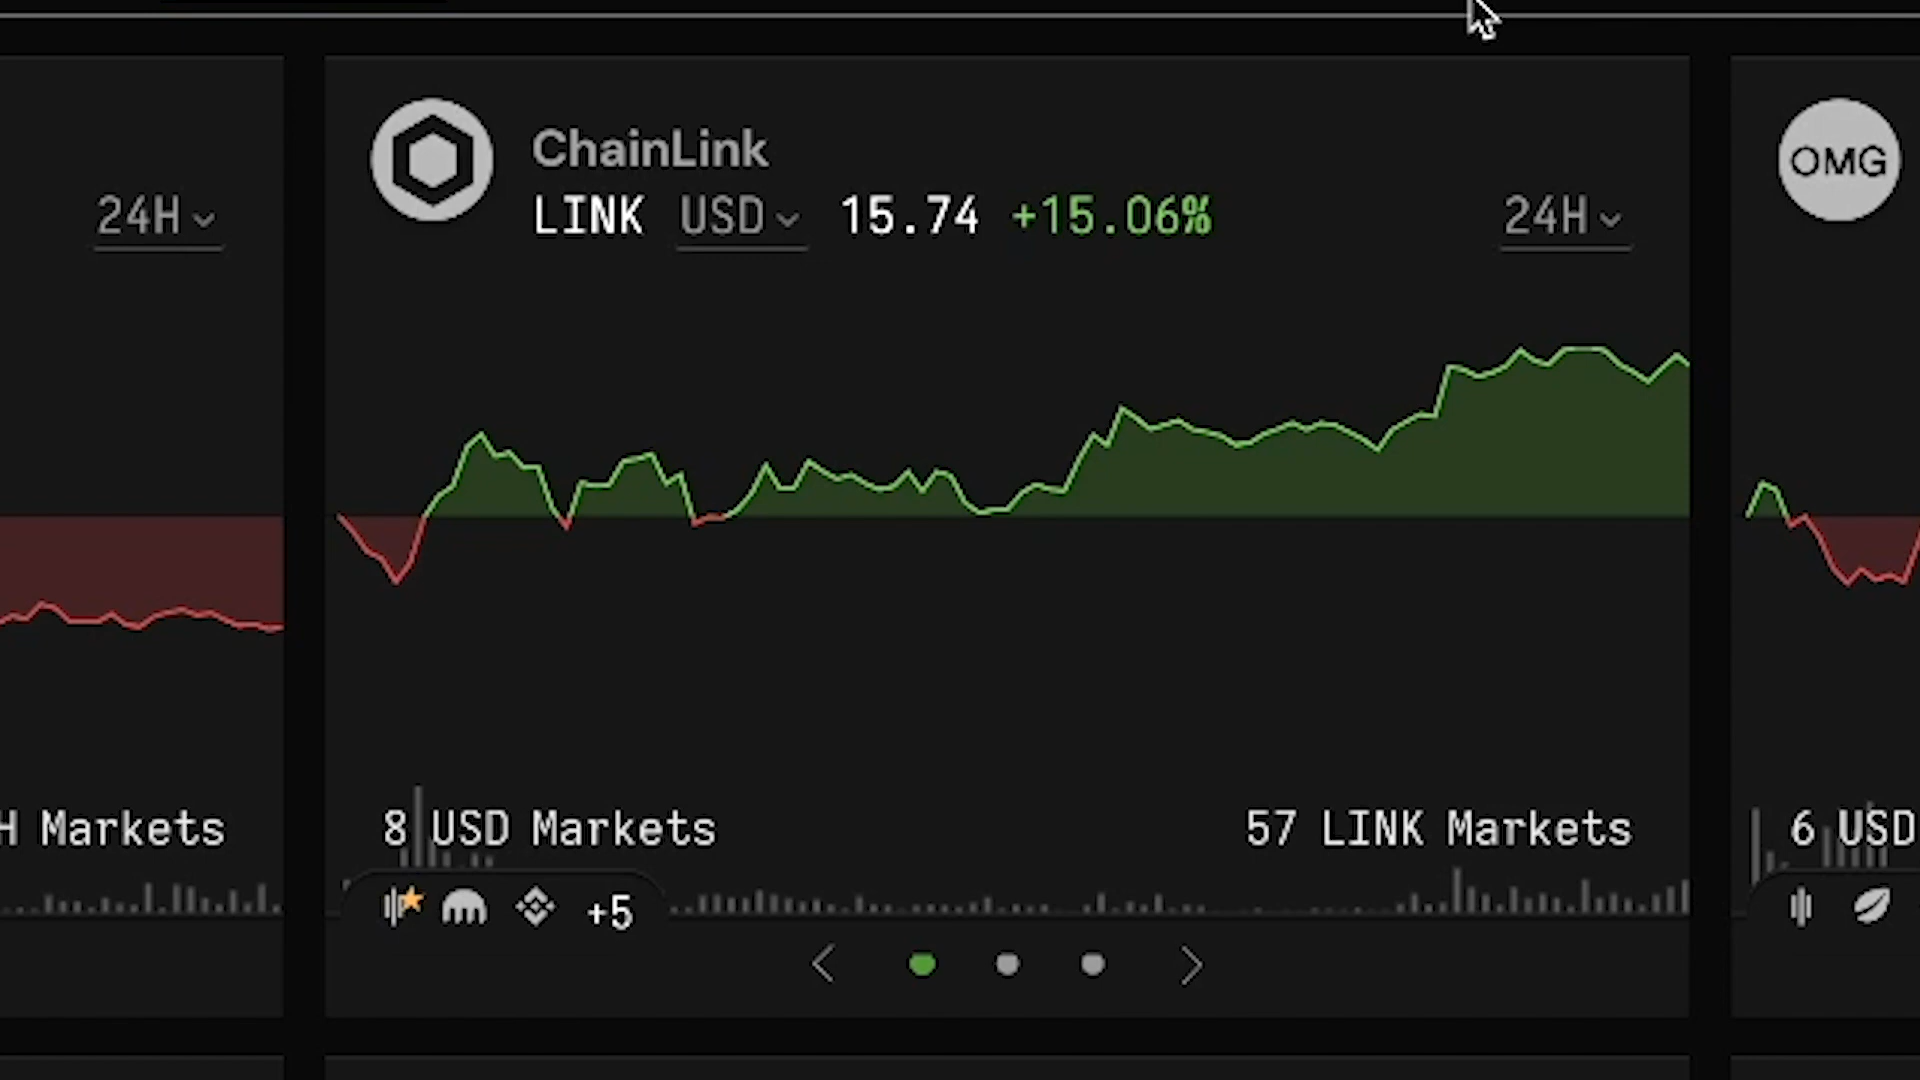 24H
H Markets
ChainLink
LINK USD 15.74 +15.06%
24H
8 USD Markets
57 LINK Markets
+5
OMG
6 USD